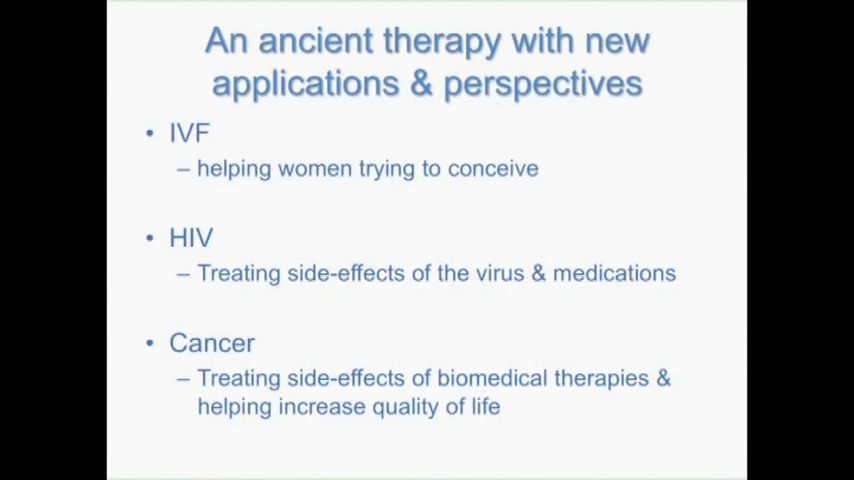 An ancient therapy with new
applications & perspectives
• IVF
– helping women trying to conceive
• HIV
– Treating side-effects of the virus & medications
• Cancer
– Treating side-effects of biomedical therapies &
helping increase quality of life